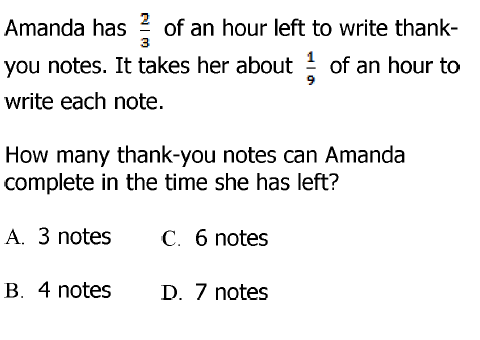 Amanda has 2/3 of an hour left to write thank-
you notes. It takes her about 1/9 of an hour to
write each note.
How many thank-you notes can Amanda
complete in the time she has left?
A. 3 notes C. 6 notes
B. 4 notes D. 7 notes